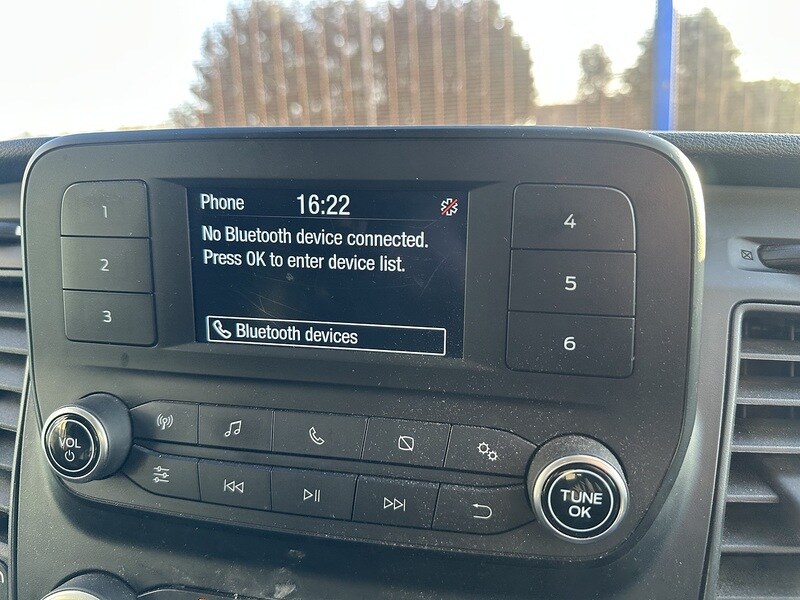 Phone 16:22
No Bluetooth device connected.
Press OK to enter device list.
Bluetooth devices
1
2
3
4
5
6
VOL
TUNE
OK